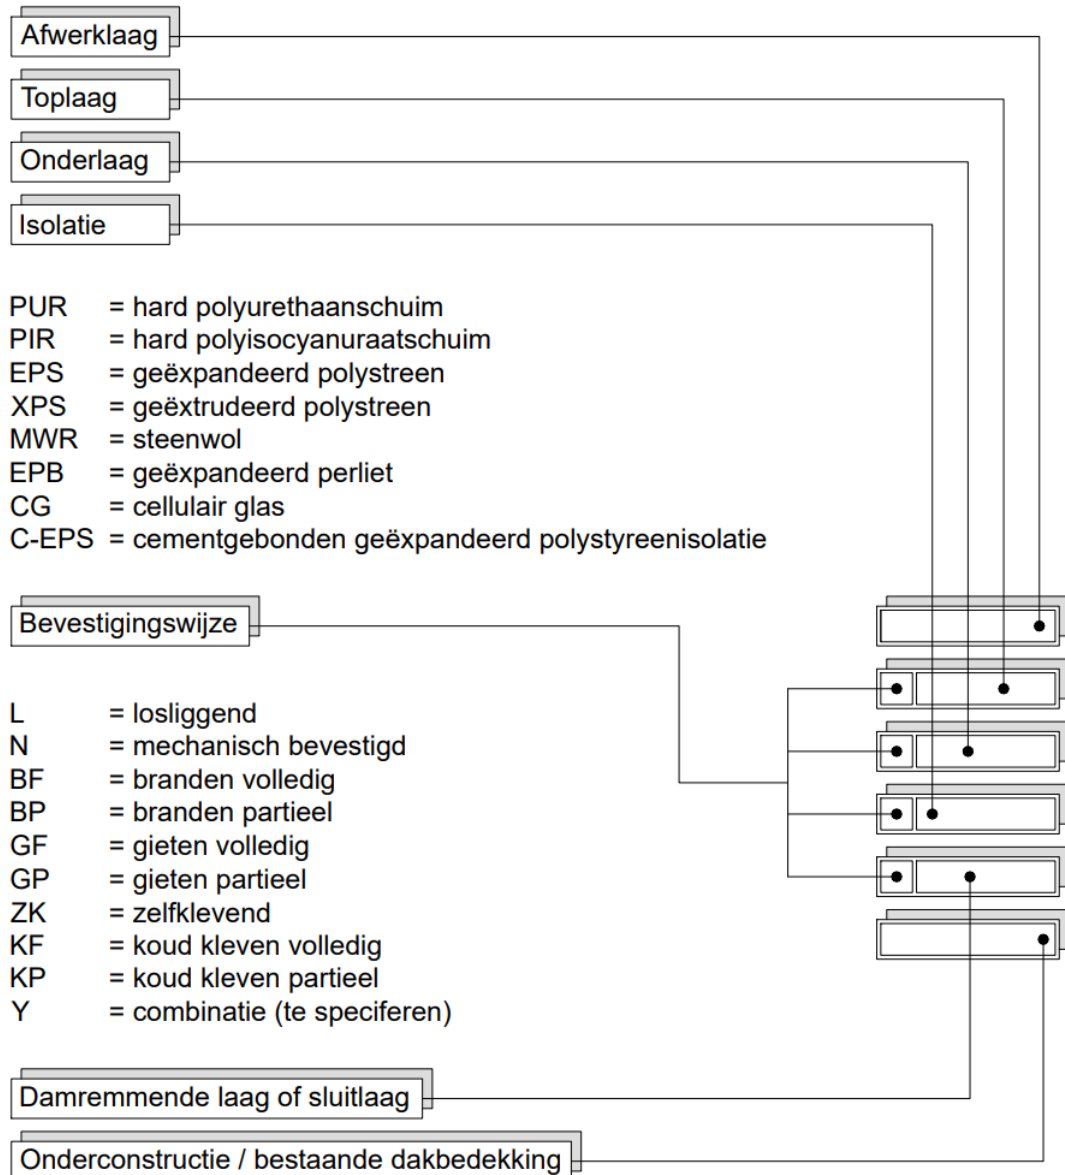 Afwerklaag
Toplaag
Onderlaag
Isolatie
PUR = hard polyurethaanschuim
PIR = hard polyisocyanuraatschuim
EPS = geëxpandeerd polystreen
XPS = geëxtrudeerd polystreen
MWR = steenwol
EPB = geëxpandeerd perliet
CG = cellulair glas
C-EPS = cementgebonden geëxpandeerd polystyreenisolatie
Bevestigingswijze
L = losliggend
N = mechanisch bevestigd
BF = branden volledig
BP = branden partieel
GF = gieten volledig
GP = gieten partieel
ZK = zelfklevend
KF = koud kleven volledig
KP = koud kleven partieel
Y = combinatie (te speciferen)
Damremmende laag of sluitlaag
Onderconstructie / bestaande dakbedekking